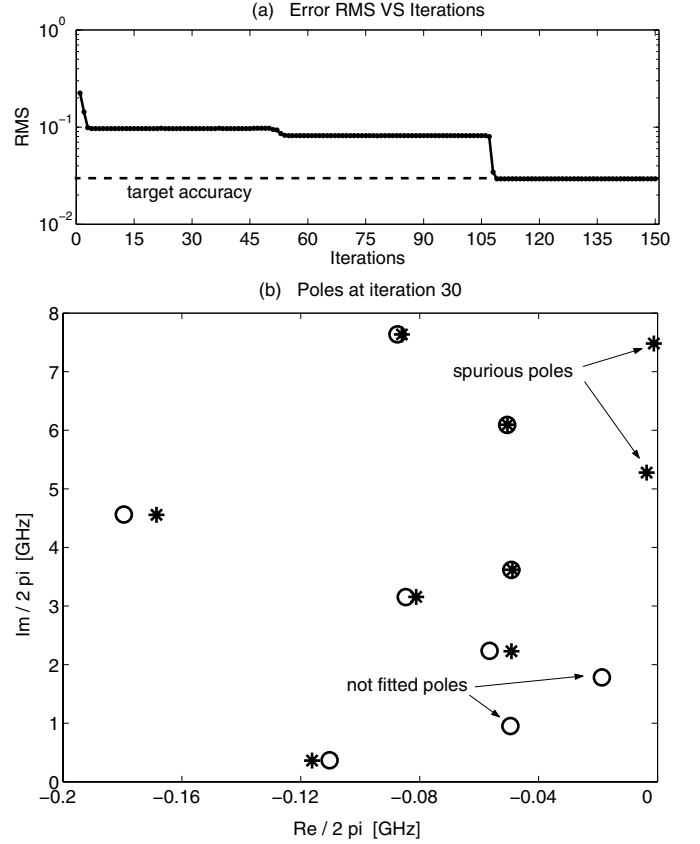 (a) Error RMS VS Iterations
10^0
10^-1
10^-2
RMS
target accuracy
0 15 30 45 60 75 90 105 120 135 150
Iterations
(b) Poles at iteration 30
8
7
6
5
4
3
2
1
0
Im / 2 pi [GHz]
spurious poles
not fitted poles
−0.2 −0.16 −0.12 −0.08 −0.04 0
Re / 2 pi [GHz]